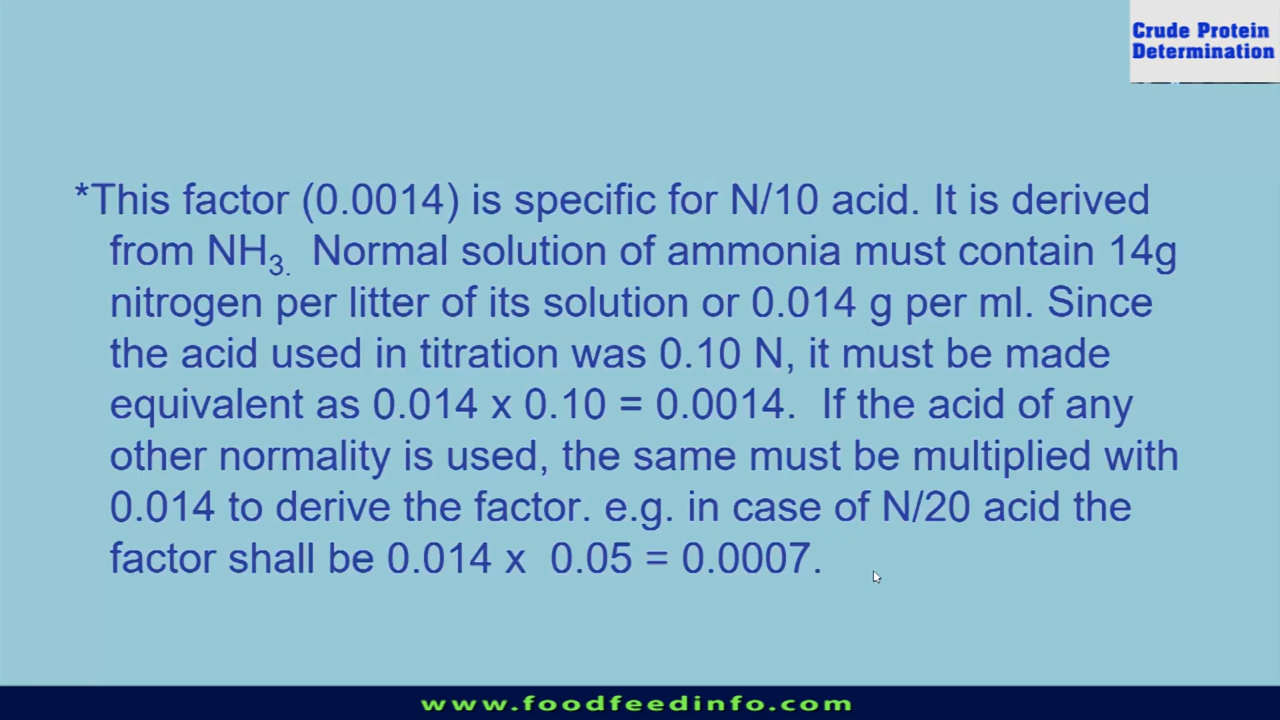 Crude Protein
Determination
*This factor (0.0014) is specific for N/10 acid. It is derived
from NH₃. Normal solution of ammonia must contain 14g
nitrogen per litter of its solution or 0.014 g per ml. Since
the acid used in titration was 0.10 N, it must be made
equivalent as 0.014 x 0.10 = 0.0014. If the acid of any
other normality is used, the same must be multiplied with
0.014 to derive the factor. e.g. in case of N/20 acid the
factor shall be 0.014 x 0.05 = 0.0007.
www.foodfeedinfo.com